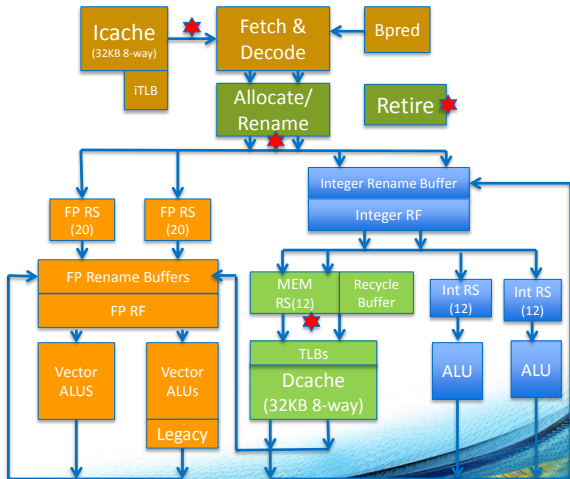 Icache
(32KB 8-way)
iTLB
Fetch &
Decode
Bpred
Allocate/
Rename
Retire
FP RS
(20)
FP RS
(20)
Integer Rename Buffer
Integer RF
FP Rename Buffers
FP RF
MEM
RS(12)
Recycle
Buffer
Int RS
(12)
Int RS
(12)
Vector
ALUS
Vector
ALUs
Legacy
TLBs
Dcache
(32KB 8-way)
ALU
ALU